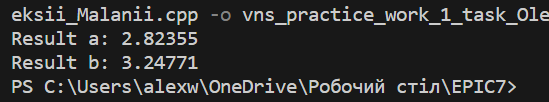 eksii_Malanii.cpp -o vns_practice_work_1_task_Ole
Result a: 2.82355
Result b: 3.24771
PS C:\Users\alexw\OneDrive\Робочий стіл\EPIC7>